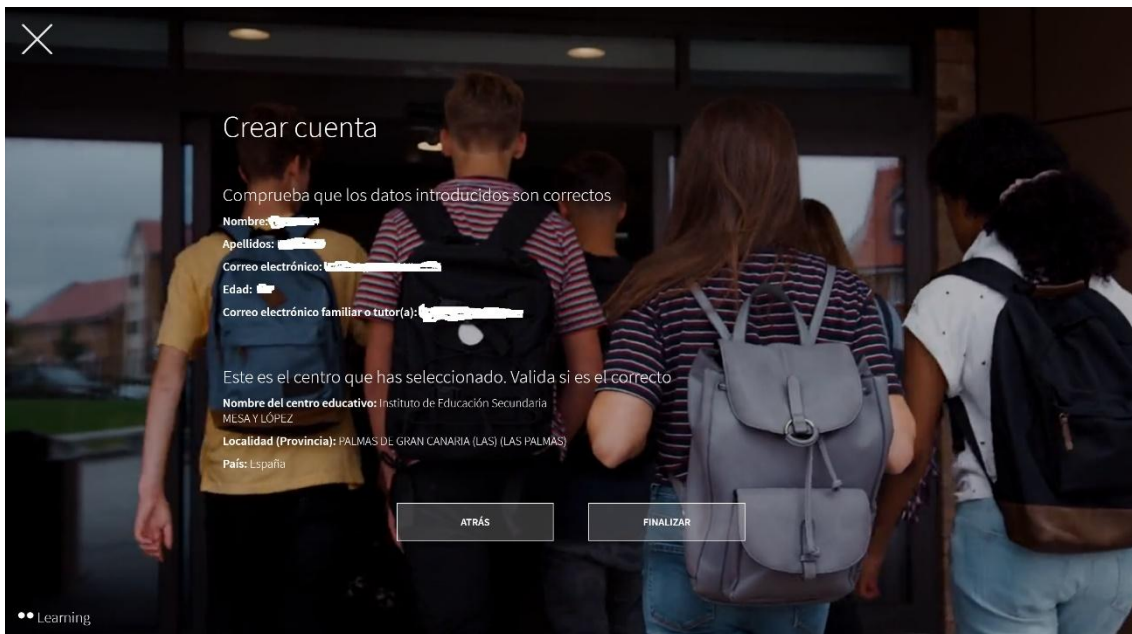 Crear cuenta
Comprueba que los datos introducidos son correctos
Nombre:
Apellidos:
Correo electrónico:
Edad:
Correo electrónico familiar o tutor(a):
Este es el centro que has seleccionado. Valida si es el correcto
Nombre del centro educativo: Instituto de Educación Secundaria
MESA Y LÓPEZ
Localidad (Provincia): PALMAS DE GRAN CANARIA (LAS) (LAS PALMAS)
País: España
ATRÁS
FINALIZAR
Learning